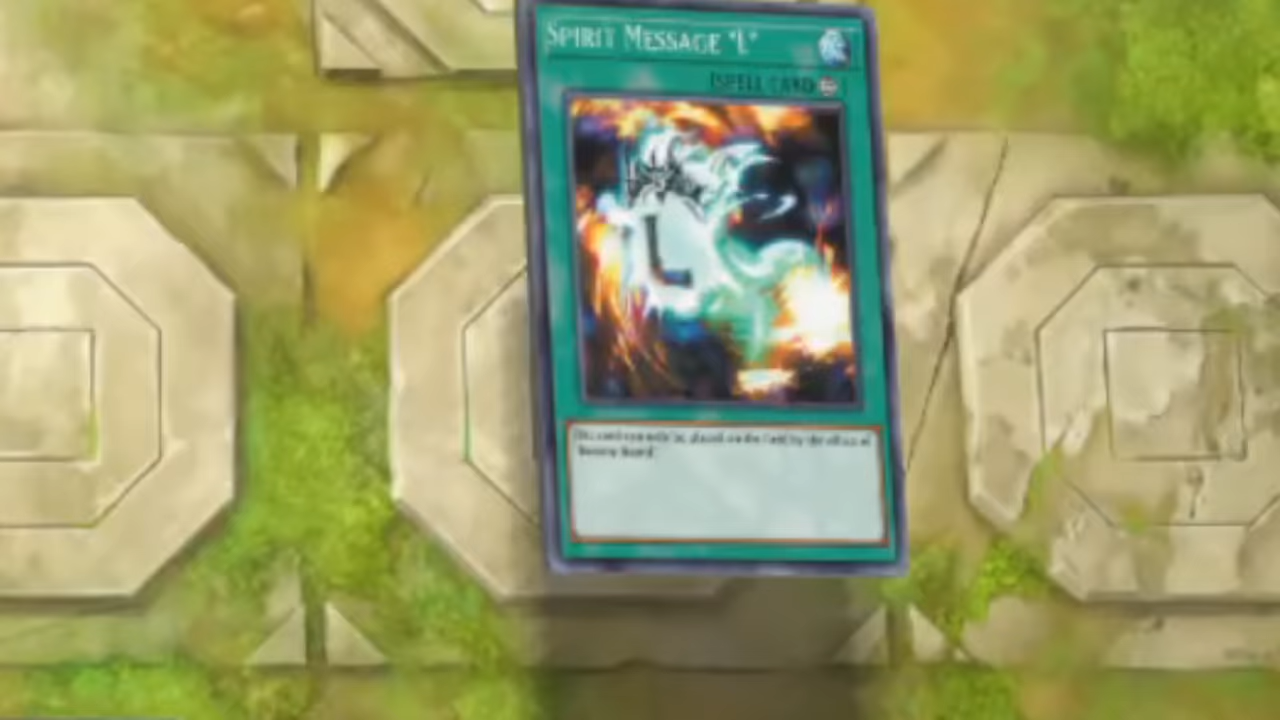 SPIRIT MESSAGE "L"
[SPELL CARD ]
L
This card can only be placed on the field by the effect of
"Destiny Board".